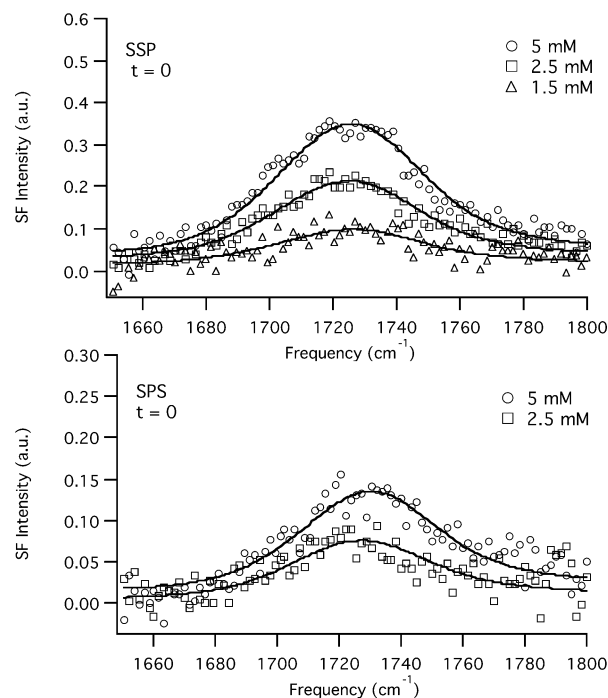 0.6
SSP
t = 0
○ 5 mM
□ 2.5 mM
△ 1.5 mM
0.5
0.4
0.3
0.2
0.1
0.0
SF Intensity (a.u.)
1660 1680 1700 1720 1740 1760 1780 1800
Frequency (cm⁻¹)
0.30
SPS
t = 0
○ 5 mM
□ 2.5 mM
0.25
0.20
0.15
0.10
0.05
0.00
SF Intensity (a.u.)
1660 1680 1700 1720 1740 1760 1780 1800
Frequency (cm⁻¹)